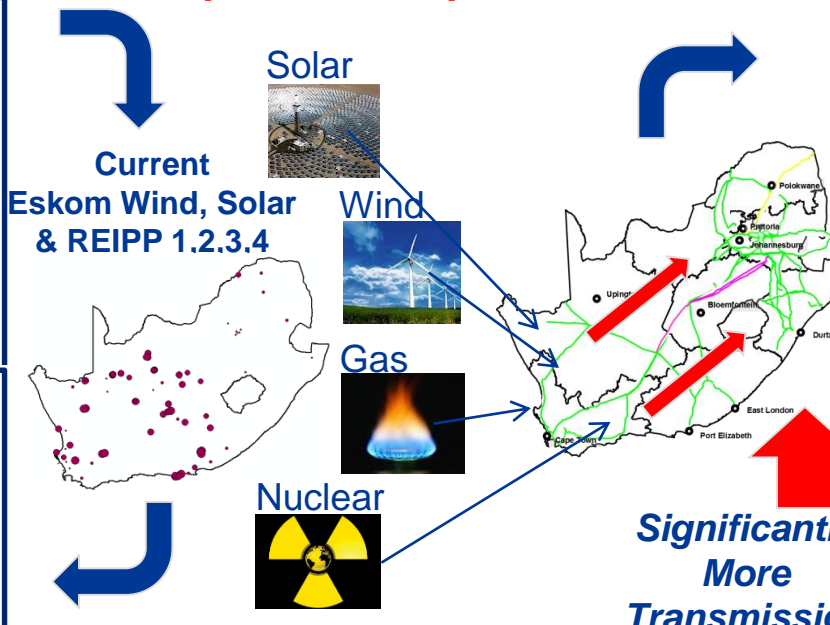 Solar
Current
Eskom Wind, Solar
& REIPP 1,2,3,4
Wind
Gas
Nuclear
Polokwane
Pretoria
Johannesburg
Bloemfontein
East London
Port Elizabeth
Cape Town
More